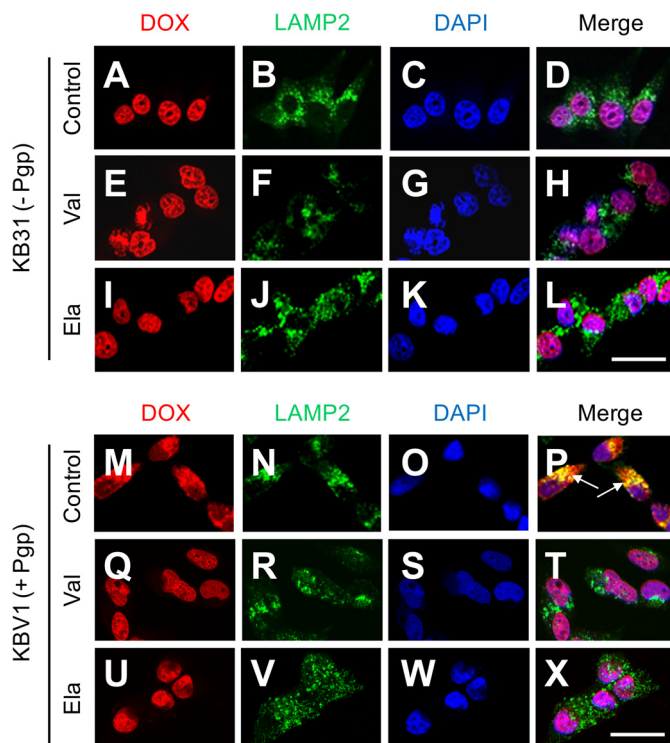 DOX LAMP2 DAPI Merge
KB31 (- Pgp)
Control
A B C D
Val
E F G H
Ela
I J K L
DOX LAMP2 DAPI Merge
KBV1 (+ Pgp)
Control
M N O P
Val
Q R S T
Ela
U V W X